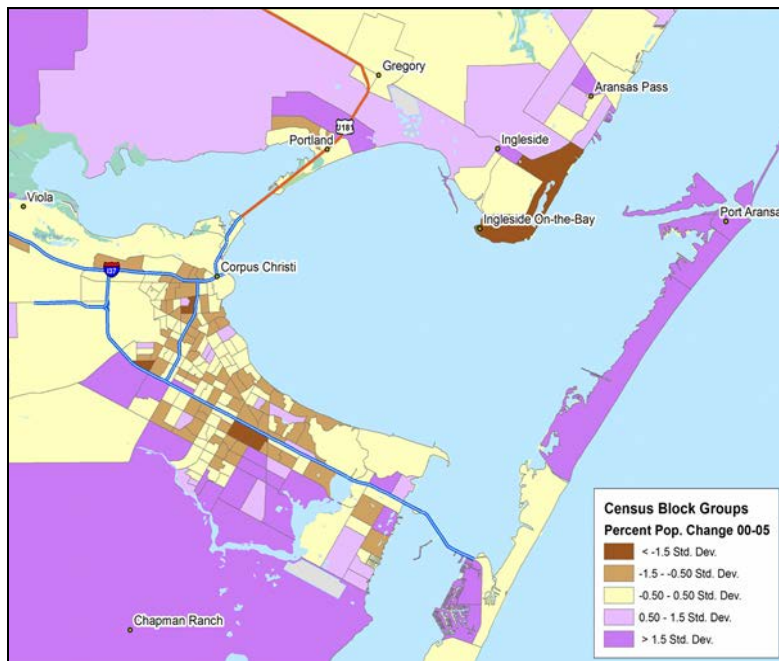 Gregory
Aransas Pass
U181
Portland
Ingleside
Viola
Ingleside On-the-Bay
Port Aransa
I37
Corpus Christi
Census Block Groups
Percent Pop. Change 00-05
< -1.5 Std. Dev.
-1.5 - -0.50 Std. Dev.
-0.50 - 0.50 Std. Dev.
0.50 - 1.5 Std. Dev.
> 1.5 Std. Dev.
Chapman Ranch